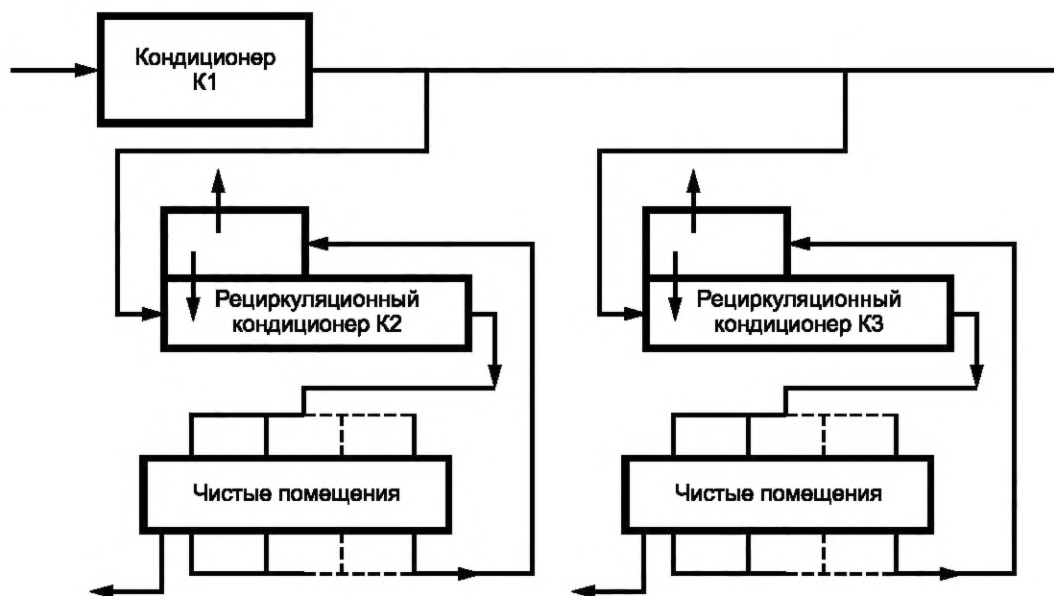 Кондиционер
К1
Рециркуляционный
кондиционер К2
Рециркуляционный
кондиционер К3
Чистые помещения
Чистые помещения